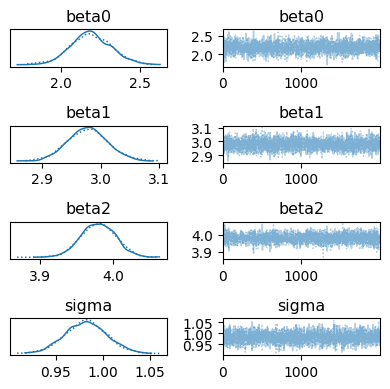 beta0 beta0
2.5
2.0
2.0 2.5 0 1000
beta1 beta1
3.1
3.0
2.9
2.9 3.0 3.1 0 1000
beta2 beta2
4.0
3.9
3.9 4.0 0 1000
sigma sigma
1.05
1.00
0.95
0.95 1.00 1.05 0 1000